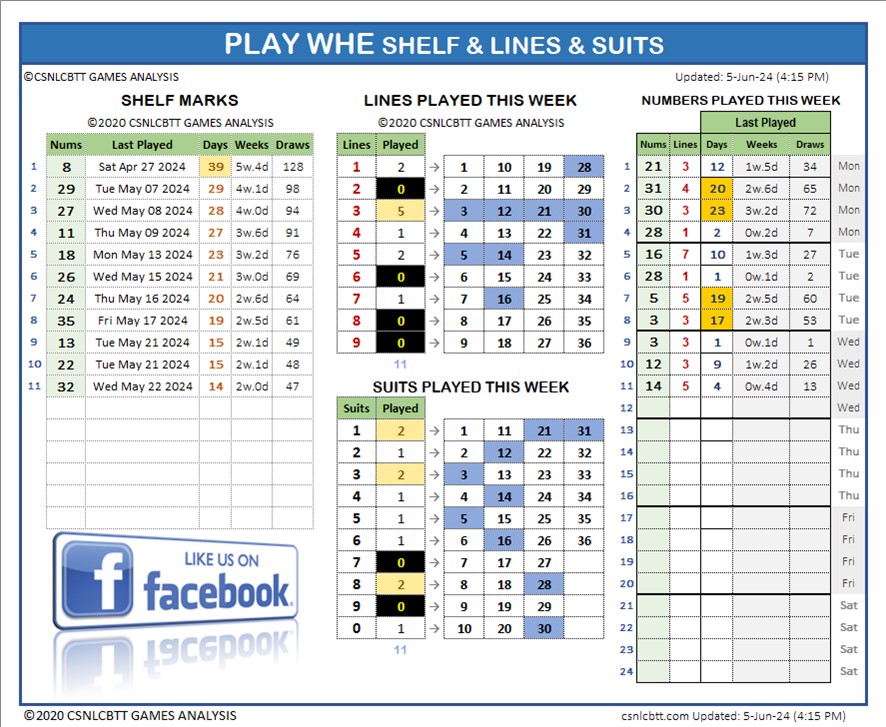 PLAY WHE SHELF & LINES & SUITS
©CSNLCBTT GAMES ANALYSIS
Updated: 5-Jun-24 (4:15 PM)
SHELF MARKS
©2020 CSNLCBTT GAMES ANALYSIS
Nums Last Played Days Weeks Draws
1 8 Sat Apr 27 2024 39 5w.4d 128
2 29 Tue May 07 2024 29 4w.1d 98
3 27 Wed May 08 2024 28 4w.0d 94
4 11 Thu May 09 2024 27 3w.6d 91
5 18 Mon May 13 2024 23 3w.2d 76
6 26 Wed May 15 2024 21 3w.0d 69
7 24 Thu May 16 2024 20 2w.6d 64
8 35 Fri May 17 2024 19 2w.5d 61
9 13 Tue May 21 2024 15 2w.1d 49
10 22 Tue May 21 2024 15 2w.1d 48
11 32 Wed May 22 2024 14 2w.0d 47
LIKE US ON
facebook.
LINES PLAYED THIS WEEK
©2020 CSNLCBTT GAMES ANALYSIS
Lines Played
1 2 → 1 10 19 28
2 0 → 2 11 20 29
3 5 → 3 12 21 30
4 1 → 4 13 22 31
5 2 → 5 14 23 32
6 0 → 6 15 24 33
7 1 → 7 16 25 34
8 0 → 8 17 26 35
9 0 → 9 18 27 36
11
SUITS PLAYED THIS WEEK
Suits Played
1 2 → 1 11 21 31
2 1 → 2 12 22 32
3 2 → 3 13 23 33
4 1 → 4 14 24 34
5 1 → 5 15 25 35
6 1 → 6 16 26 36
7 0 → 7 17 27
8 2 → 8 18 28
9 0 → 9 19 29
0 1 → 10 20 30
11
NUMBERS PLAYED THIS WEEK
Last Played
Nums Lines Days Weeks Draws
1 21 3 12 1w.5d 34 Mon
2 31 4 20 2w.6d 65 Mon
3 30 3 23 3w.2d 72 Mon
4 28 1 2 0w.2d 7 Mon
5 16 7 10 1w.3d 27 Tue
6 28 1 1 0w.1d 2 Tue
7 5 5 19 2w.5d 60 Tue
8 3 3 17 2w.3d 53 Tue
9 3 3 1 0w.1d 1 Wed
10 12 3 9 1w.2d 26 Wed
11 14 5 4 0w.4d 13 Wed
12 Wed
13 Thu
14 Thu
15 Thu
16 Thu
17 Fri
18 Fri
19 Fri
20 Fri
21 Sat
22 Sat
23 Sat
24 Sat
©2020 CSNLCBTT GAMES ANALYSIS
csnlcbtt.com Updated: 5-Jun-24 (4:15 PM)